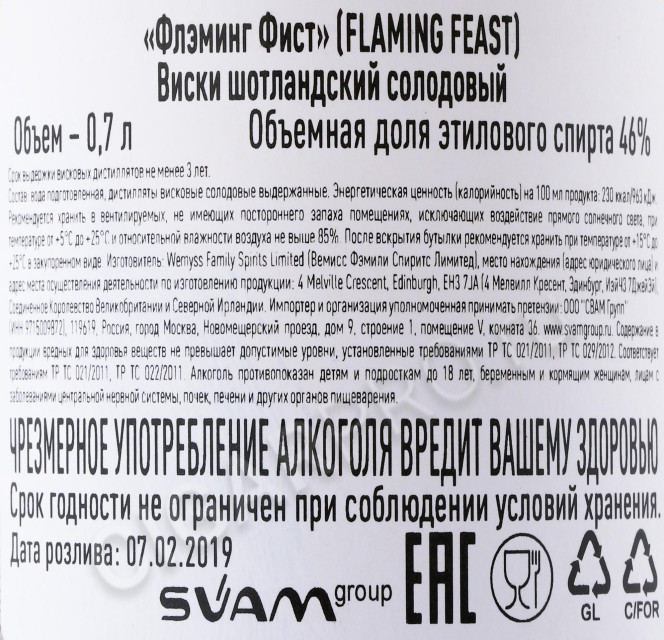 «Флэминг Фист» (FLAMING FEAST)
Виски шотландский солодовый
Объем – 0,7 л Объемная доля этилового спирта 46%
Срок выдержки висковых дистиллятов не менее 3 лет.
Состав: вода подготовленная, дистилляты висковые солодовые выдержанные. Энергетическая ценность (калорийность) на 100 мл продукта: 230 ккал/963 кДж.
Рекомендуется хранить в вентилируемых, не имеющих постороннего запаха помещениях, исключающих воздействие прямого солнечного света, при
температуре от +5°С до +25°С и относительной влажности воздуха не выше 85%. После вскрытия бутылки рекомендуется хранить при температуре от +15°С до
+25°С в закупоренном виде. Изготовитель: Wemyss Family Spirits Limited (Вемисс Фэмили Спиритс Лимитед), место нахождения (адрес юридического лица) и
адрес места осуществления деятельности по изготовлению продукции: 4 Melville Crescent, Edinburgh, EH3 7JA (4 Мелвилл Кресент, Эдинбург, ИэйчЗ 7ДжейЭй),
Соединенное Королевство Великобритании и Северной Ирландии. Импортер и организация уполномоченная принимать претензии: ООО "СВАМ Групп"
(ИНН 9715009872), 119619, Россия, город Москва, Новомещерский проезд, дом 9, строение 1, помещение V, комната 36. www.svamgroup.ru. Содержание в
продукции вредных для здоровья веществ не превышает допустимые уровни, установленные требованиями ТР ТС 021/2011, ТР ТС 029/2012. Соответствует
требованиям ТР ТС 021/2011, ТР ТС 022/2011. Алкоголь противопоказан детям и подросткам до 18 лет, беременным и кормящим женщинам, лицам с
заболеваниями центральной нервной системы, почек, печени и других органов пищеварения.
ЧРЕЗМЕРНОЕ УПОТРЕБЛЕНИЕ АЛКОГОЛЯ ВРЕДИТ ВАШЕМУ ЗДОРОВЬЮ
Срок годности не ограничен при соблюдении условий хранения.
Дата розлива: 07.02.2019
SVAM group EAC GL C/FOR